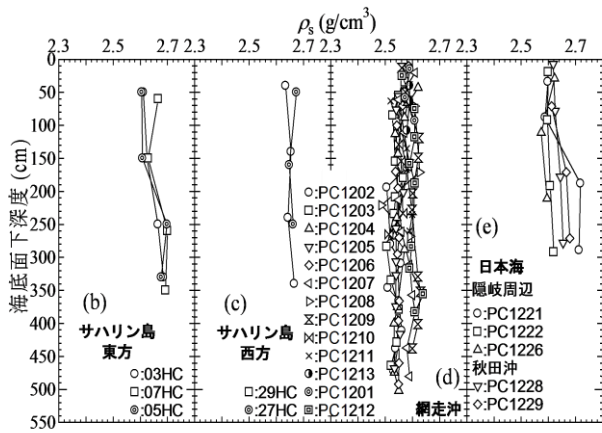 ρs g/cm³
2.3 2.5 2.7 2.3 2.5 2.7 2.3 2.5 2.7 2.3 2.5 2.7
海底面下深度 (cm)
0
50
100
150
200
250
300
350
400
450
500
550
(b)
サハリン島
東方
:03HC
:07HC
:05HC
(c)
サハリン島
西方
:29HC
:27HC
:PC1202
:PC1203
:PC1204
:PC1205
:PC1206
:PC1207
:PC1208
:PC1209
:PC1210
:PC1211
:PC1213
:PC1201
:PC1212
(d)
網走沖
(e)
日本海
隠岐周辺
:PC1221
:PC1222
:PC1226
秋田沖
:PC1228
:PC1229